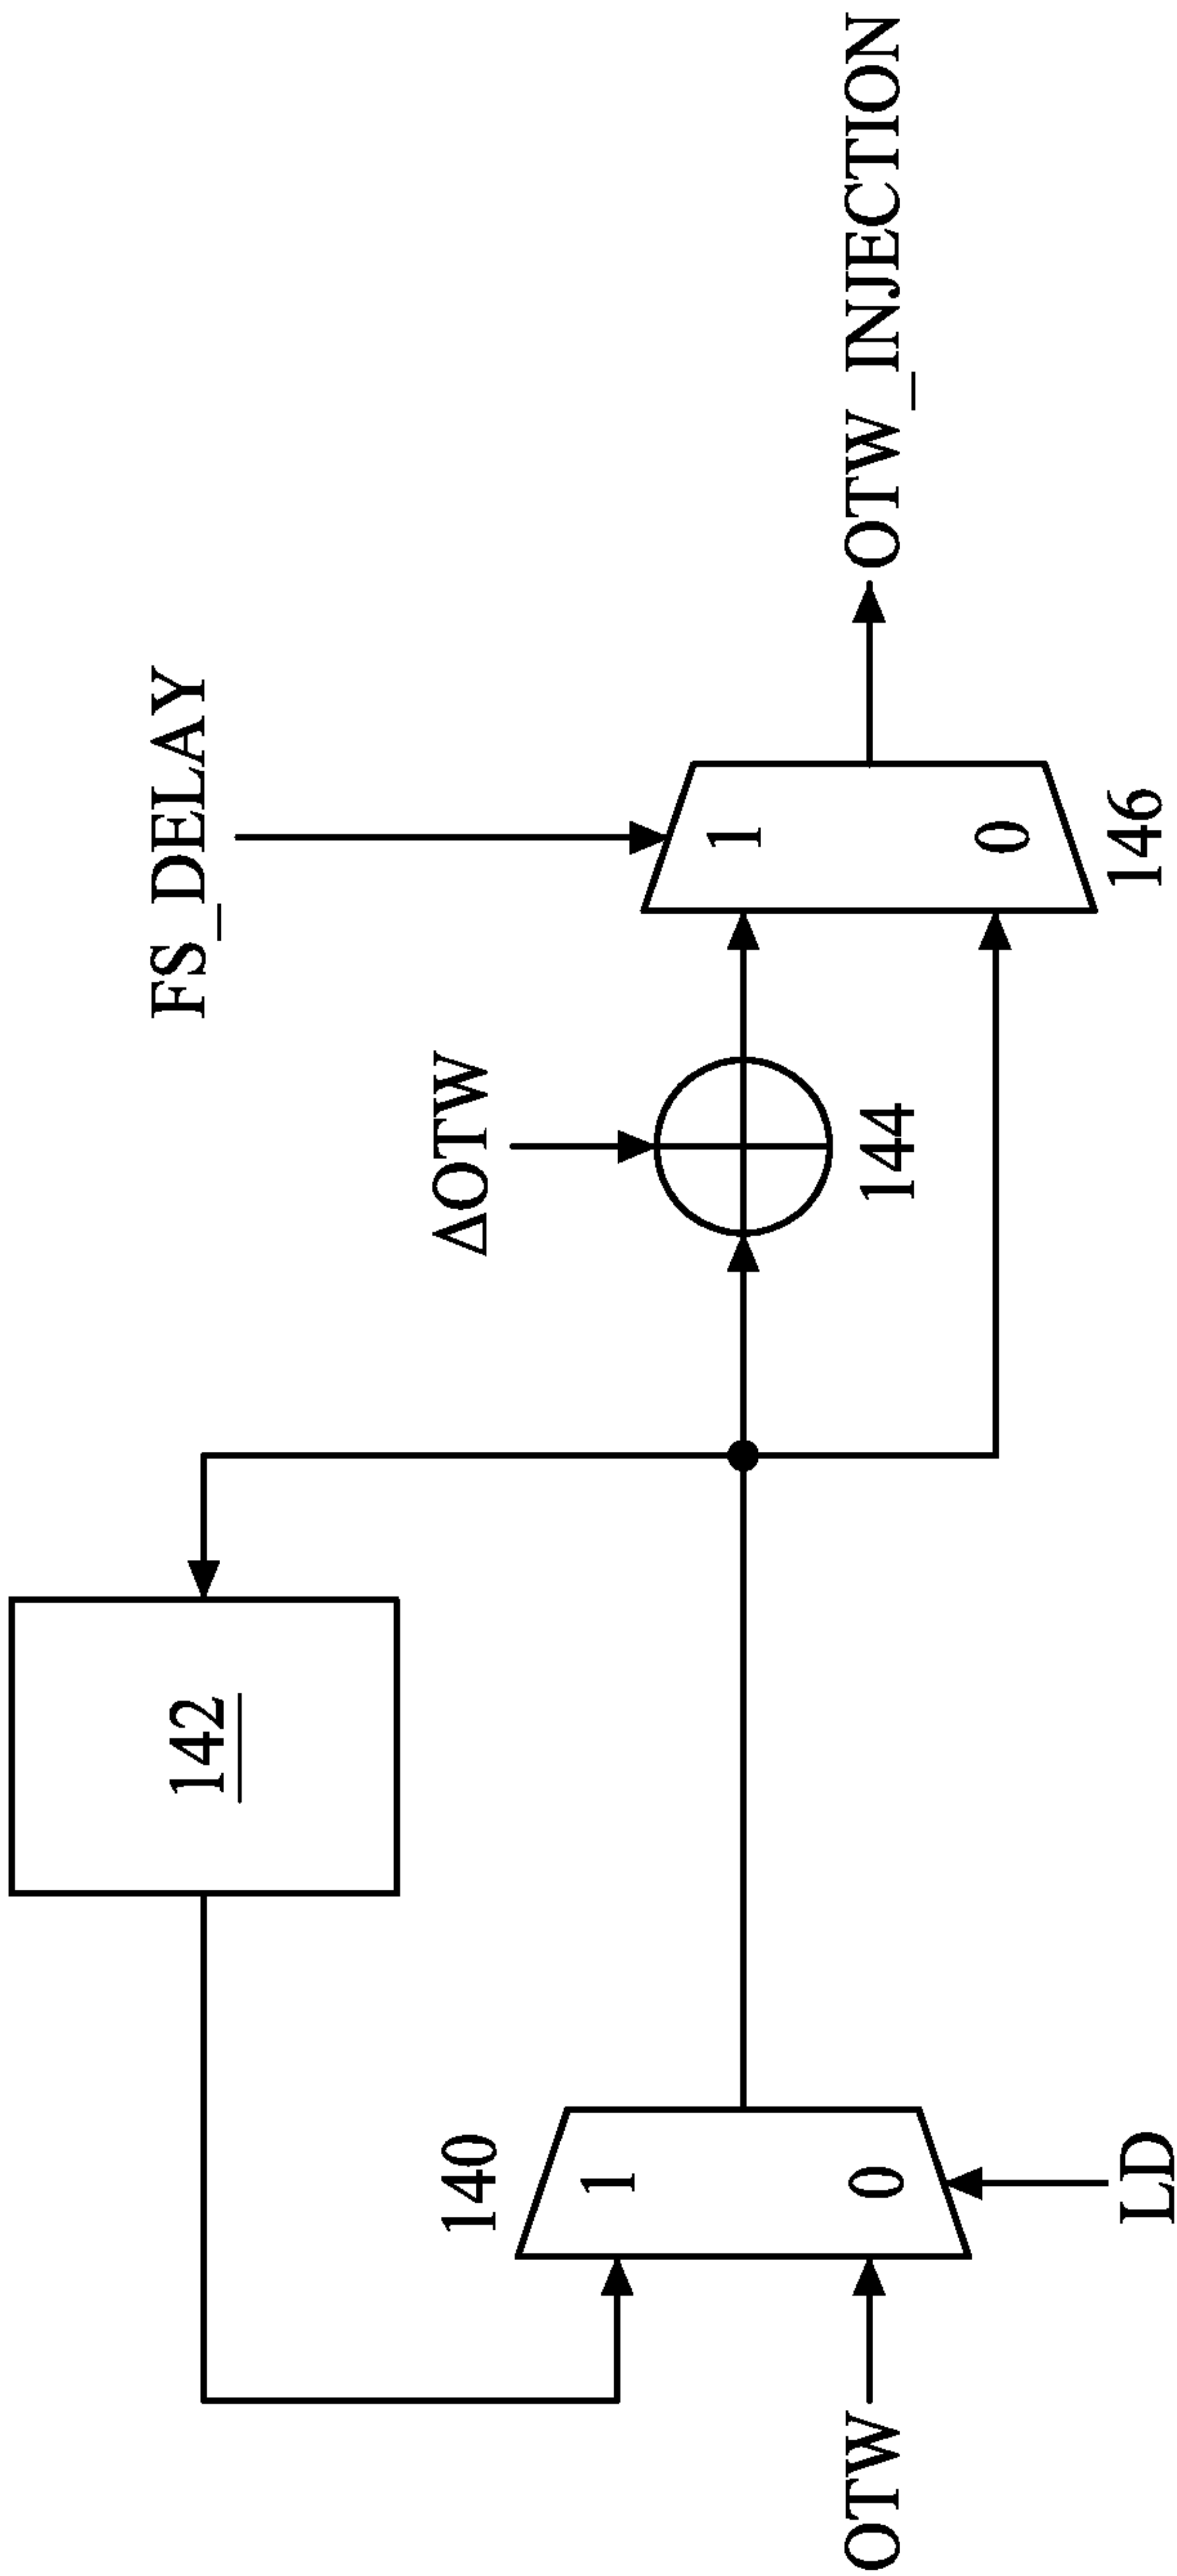 142
FS_DELAY
ΔOTW
140
1
1
OTW_INJECTION
144
OTW
0
0
LD
146